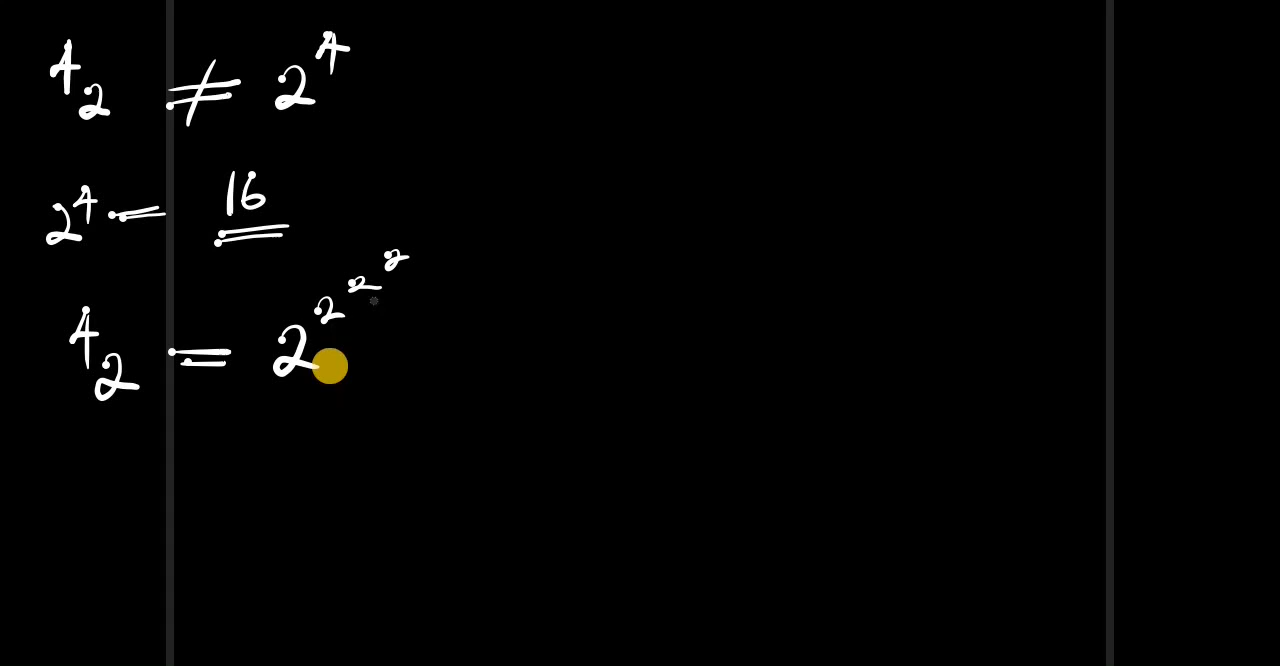 ⁴2 ≠ 2⁴
2⁴ = 16
⁴2 = 2^2^2^2